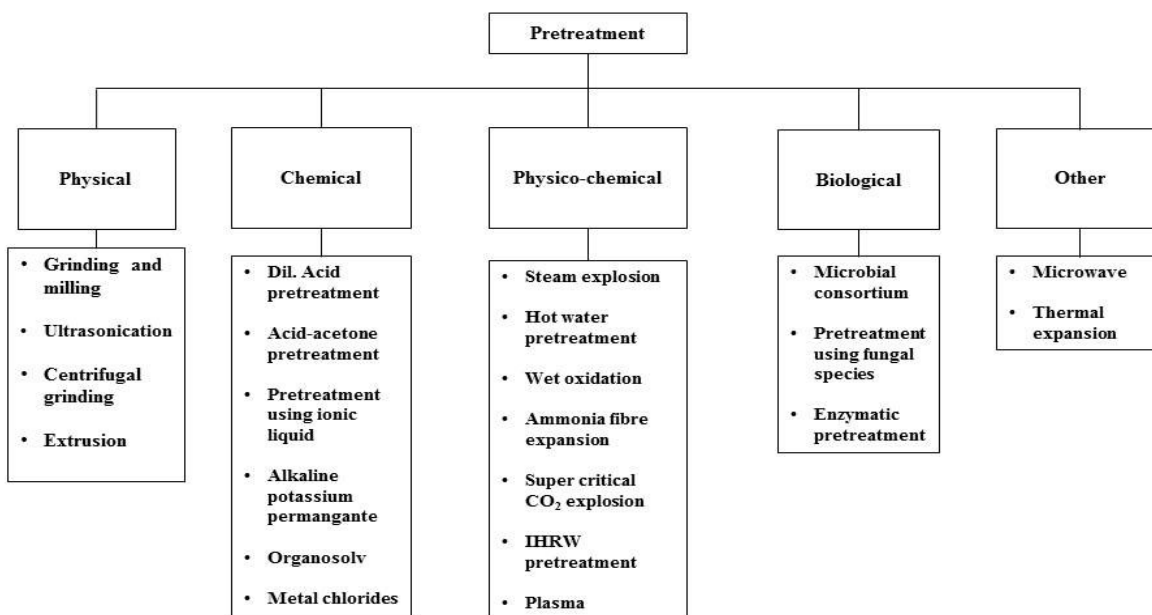 Pretreatment
Physical
Chemical
Physico-chemical
Biological
Other
• Grinding and
milling
• Ultrasonication
• Centrifugal
grinding
• Extrusion
• Dil. Acid
pretreatment
• Acid-acetone
pretreatment
• Pretreatment
using ionic
liquid
• Alkaline
potassium
permangante
• Organosolv
• Metal chlorides
• Steam explosion
• Hot water
pretreatment
• Wet oxidation
• Ammonia fibre
expansion
• Super critical
CO₂ explosion
• IHRW
pretreatment
• Plasma
• Microbial
consortium
• Pretreatment
using fungal
species
• Enzymatic
pretreatment
• Microwave
• Thermal
expansion